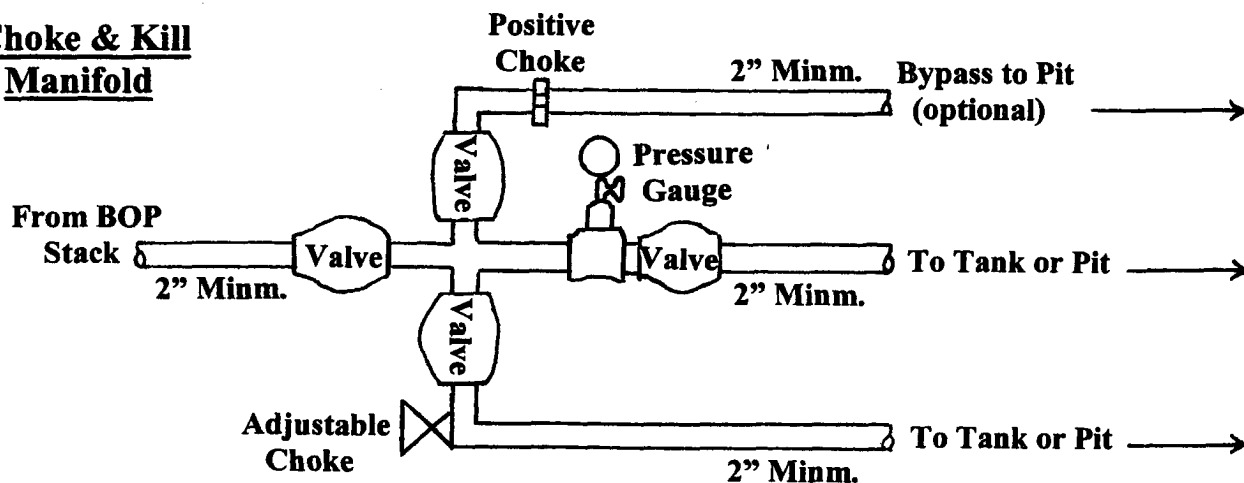 Choke & Kill
Manifold
Positive
Choke
2” Minm.
Bypass to Pit
(optional)
Valve
Pressure
Gauge
From BOP
Stack
Valve
Valve
To Tank or Pit
2” Minm.
2” Minm.
Valve
Adjustable
Choke
To Tank or Pit
2” Minm.